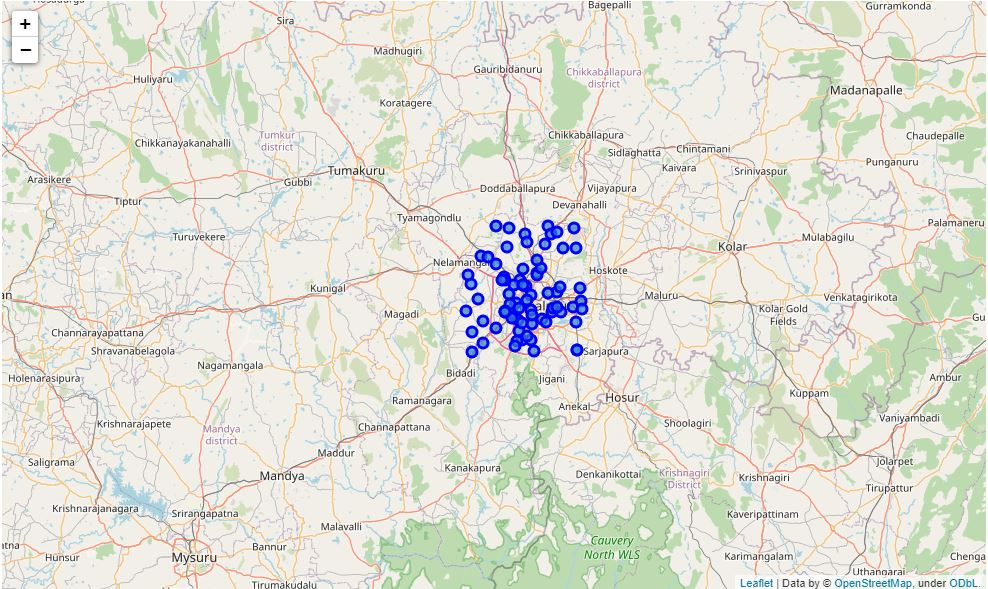 +
−
Bagepalli
Gurramkonda
Sira
Madhugiri
Gauribidanuru
Chikkaballapura
district
Huliyaru
Madanapalle
Koratagere
Chikkaballapura
Chaudepalle
Chikkanayakanahalli
Tumkur
district
Sidlaghatta
Chintamani
Kaivara
Punganuru
Srinivaspur
Tumakuru
Arasikere
Gubbi
Doddaballapura
Vijayapura
Tiptur
Devanahalli
Tyamagondlu
Palamaneru
Turuvekere
Mulabagilu
Kolar
Nelamangal
Hoskote
Kunigal
Maluru
Venkatagirikota
Magadi
Kolar Gold
Fields
Channarayapattana
Shravanabelagola
Sarjapura
Nagamangala
Bidadi
Jigani
Holenarasipura
Ambur
Kuppam
Ramanagara
Anekal
Hosur
Krishnarajapete
Channapattana
Shoolagiri
Vaniyambadi
Mandya
district
Maddur
Saligrama
Jolarpet
Mandya
Kanakapura
Denkanikottai
Krishnagiri
District
Krishnagiri
Tirupattur
Krishnarajanagara
Srirangapatna
Kaveripattinam
Malavalli
Cauvery
North WLS
Hunsur
Mysuru
Bannur
Karimangalam
Chenga
Uthangarai
Tirumakudalu
Leaflet | Data by © OpenStreetMap, under ODbL.